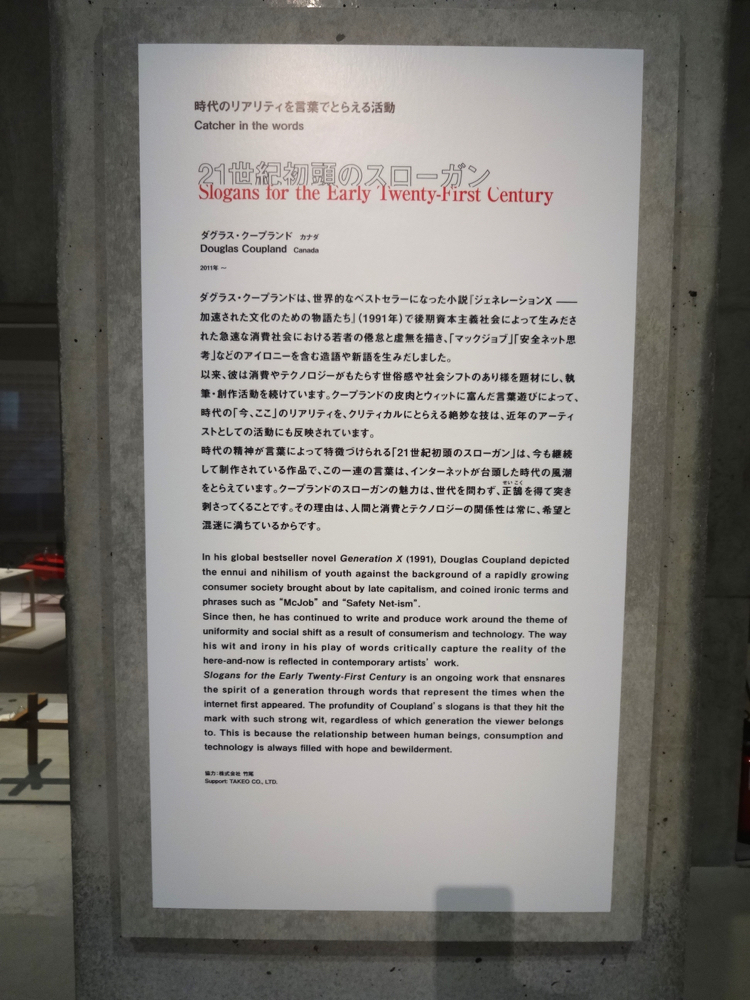 時代のリアリティを言葉でとらえる活動
Catcher in the words
21世紀初頭のスローガン
Slogans for the Early Twenty-First Century
ダグラス・クープランド カナダ
Douglas Coupland Canada
2011年 —
ダグラス・クープランドは、世界的なベストセラーになった小説『ジェネレーションX ——
加速された文化のための物語たち』(1991年)で後期資本主義社会によって生みださ
れた急速な消費社会における若者の倦怠と虚無を描き、「マックジョブ」「安全ネット思
考」などのアイロニーを含む造語や新語を生みだしました。
以来、彼は消費やテクノロジーがもたらす世俗感や社会シフトのあり様を題材にし、執
筆・創作活動を続けています。クープランドの皮肉とウィットに富んだ言葉遊びによって、
時代の「今、ここ」のリアリティを、クリティカルにとらえる絶妙な技は、近年のアーティ
ストとしての活動にも反映されています。
時代の精神が言葉によって特徴づけられる「21世紀初頭のスローガン」は、今も継続
して制作されている作品で、この一連の言葉は、インターネットが台頭した時代の風潮
せいこく
をとらえています。クープランドのスローガンの魅力は、世代を問わず、正鵠を得て突き
刺さってくることです。その理由は、人間と消費とテクノロジーの関係性は常に、希望と
混迷に満ちているからです。
In his global bestseller novel Generation X (1991), Douglas Coupland depicted
the ennui and nihilism of youth against the background of a rapidly growing
consumer society brought about by late capitalism, and coined ironic terms and
phrases such as “McJob” and “Safety Net-ism”.
Since then, he has continued to write and produce work around the theme of
uniformity and social shift as a result of consumerism and technology. The way
his wit and irony in his play of words critically capture the reality of the
here-and-now is reflected in contemporary artists’ work.
Slogans for the Early Twenty-First Century is an ongoing work that ensnares
the spirit of a generation through words that represent the times when the
internet first appeared. The profundity of Coupland’s slogans is that they hit the
mark with such strong wit, regardless of which generation the viewer belongs
to. This is because the relationship between human beings, consumption and
technology is always filled with hope and bewilderment.
協力:株式会社 竹尾
Support: TAKEO CO., LTD.